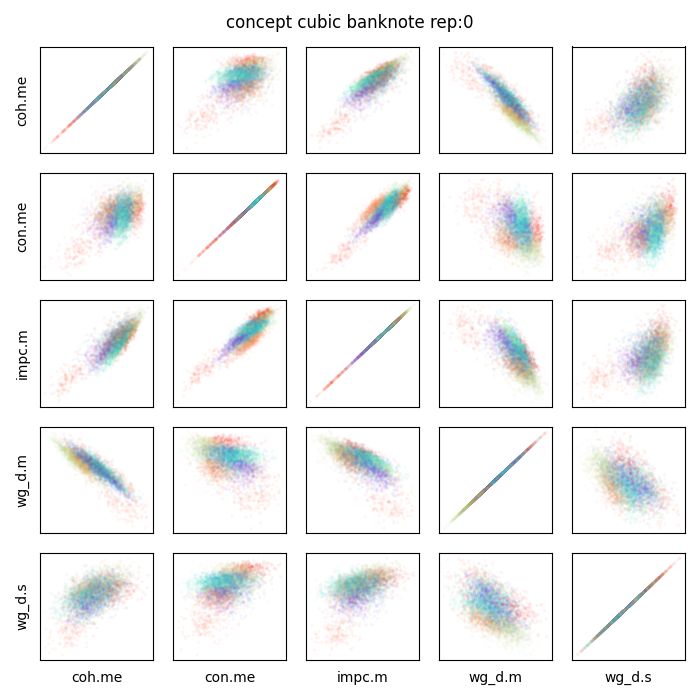 concept cubic banknote rep:0
coh.me
con.me
impc.m
wg_d.m
wg_d.s
coh.me
con.me
impc.m
wg_d.m
wg_d.s